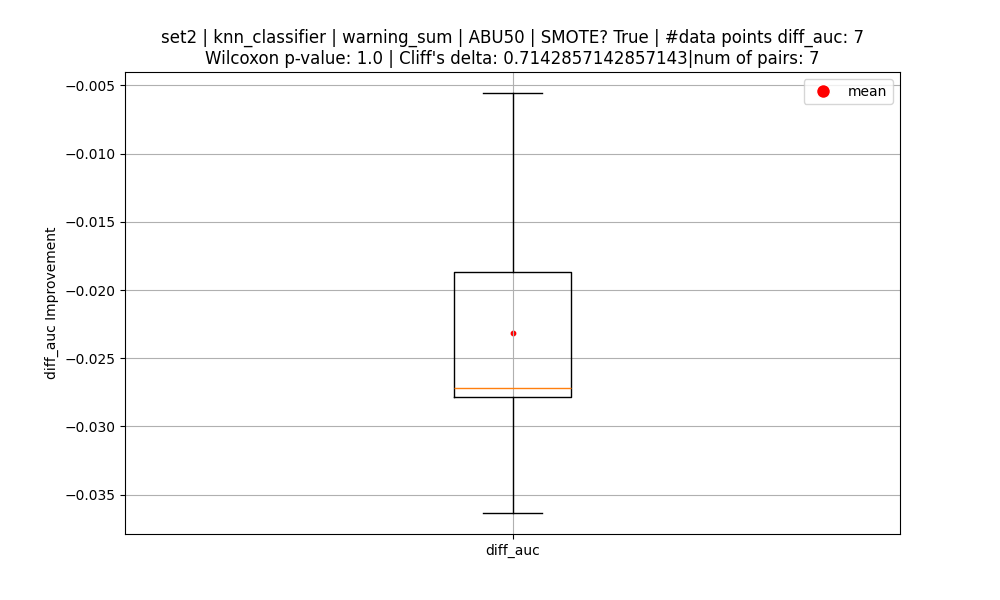 set2 | knn_classifier | warning_sum | ABU50 | SMOTE? True | #data points diff_auc: 7
Wilcoxon p-value: 1.0 | Cliff's delta: 0.7142857142857143|num of pairs: 7
mean
−0.005
−0.010
−0.015
−0.020
−0.025
−0.030
−0.035
diff_auc Improvement
diff_auc